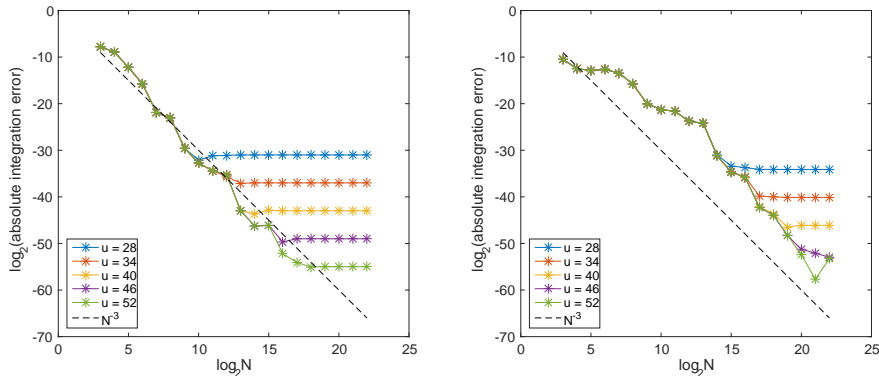 0
-10
-20
-30
-40
-50
-60
-70
log2(absolute integration error)
u = 28
u = 34
u = 40
u = 46
u = 52
N-3
0 5 10 15 20 25
log2N
0
-10
-20
-30
-40
-50
-60
-70
log2(absolute integration error)
u = 28
u = 34
u = 40
u = 46
u = 52
N-3
0 5 10 15 20 25
log2N